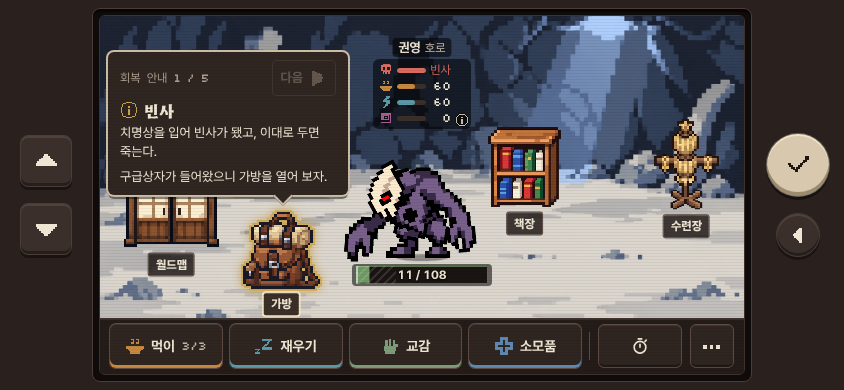 회복 안내 1 / 5
다음
빈사
치명상을 입어 빈사가 됐고, 이대로 두면
죽는다.
구급상자가 들어왔으니 가방을 열어 보자.
권영 호로
빈사
60
60
0
책장
수련장
월드맵
가방
11 / 108
먹이 3/3
재우기
교감
소모품